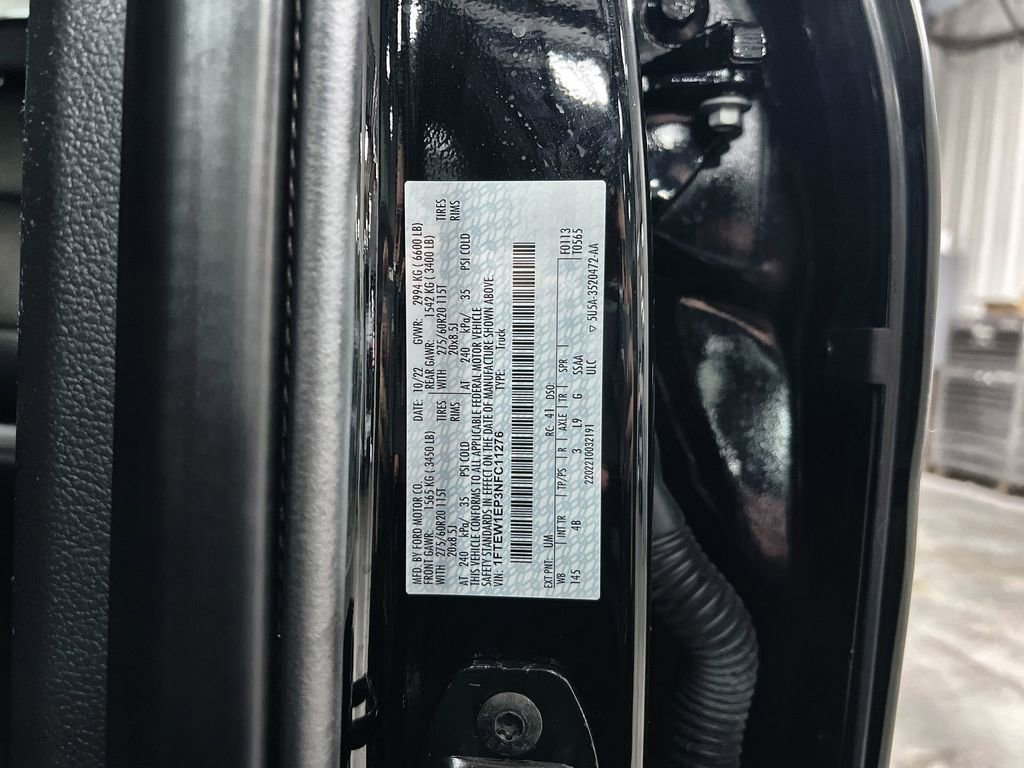 MFD. BY FORD MOTOR CO. DATE: 10/22 GVWR: 2994 KG ( 6600 LB)
FRONT GAWR: 1565 KG ( 3450 LB) REAR GAWR: 1542 KG ( 3400 LB)
WITH 275/60R20 115T TIRES WITH 275/60R20 115T TIRES
20x8.5J RIMS 20x8.5J RIMS
AT 240 kPa/ 35 PSI COLD AT 240 kPa/ 35 PSI COLD
THIS VEHICLE CONFORMS TO ALL APPLICABLE FEDERAL MOTOR VEHICLE
SAFETY STANDARDS IN EFFECT ON THE DATE OF MANUFACTURE SHOWN ABOVE.
VIN: 1FTEW1EP3NFC11276 TYPE: Truck
EXT PNT: UM RC: 41 DSO: F0113
WB INT TR TP/PS R AXLE TR SPR T0565
145 4B 3 L9 G SSAA
2202210032191 ULC
5U5A-3520472-AA